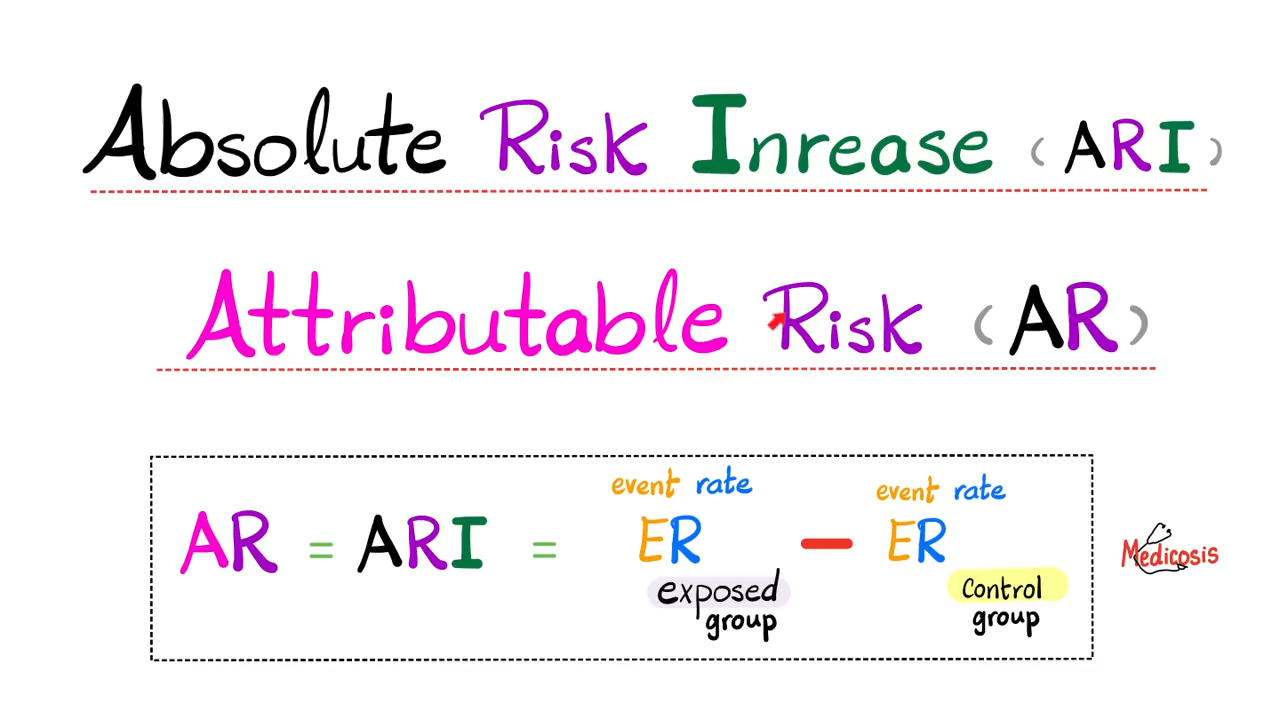 Absolute Risk Inrease (ARI)
Attributable Risk (AR)
event rate event rate
AR = ARI = ER - ER
exposed control
group group
Medicosis